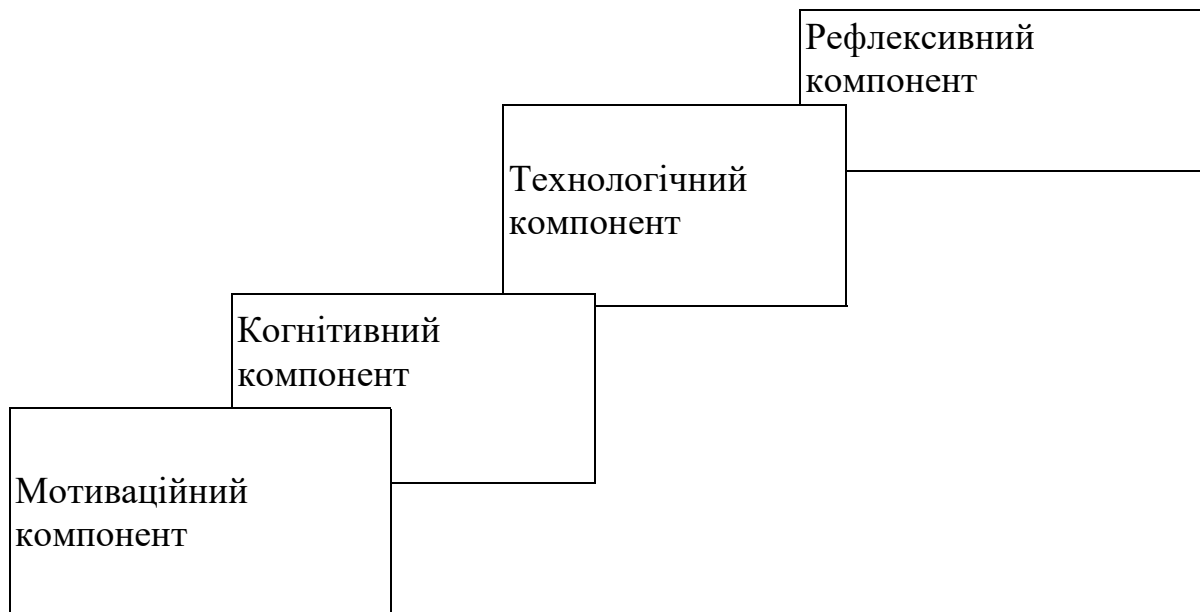 Рефлексивний
компонент
Технологічний
компонент
Когнітивний
компонент
Мотиваційний
компонент